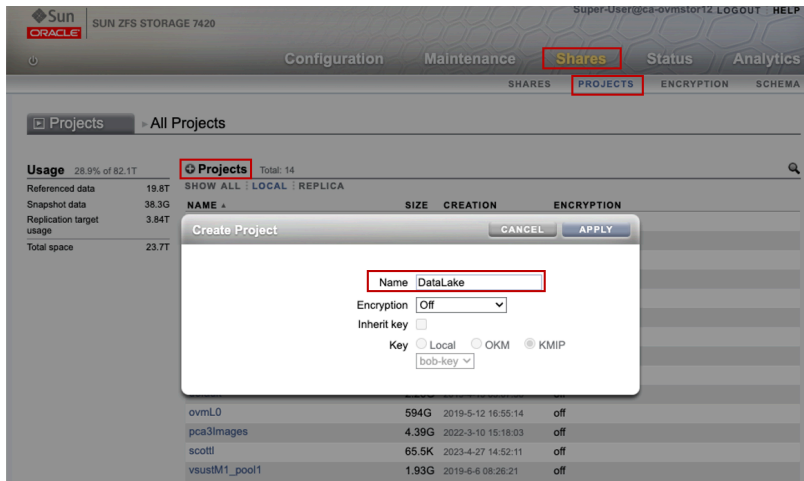 Sun
ORACLE
SUN ZFS STORAGE 7420
Super-User@ca-ovmstor12 LOGOUT HELP
Configuration Maintenance Shares Status Analytics
SHARES PROJECTS ENCRYPTION SCHEMA
Projects All Projects
Usage 28.9% of 82.1T
Referenced data 19.8T
Snapshot data 38.3G
Replication target usage 3.84T
Total space 23.7T
Projects Total: 14
SHOW ALL LOCAL REPLICA
NAME SIZE CREATION ENCRYPTION
Create Project CANCEL APPLY
Name DataLake
Encryption Off
Inherit key
Key Local OKM KMIP
bob-key
ovmL0 594G 2019-5-12 16:55:14 off
pca3Images 4.39G 2022-3-10 15:18:03 off
scottl 65.5K 2023-4-27 14:52:11 off
vsustM1_pool1 1.93G 2019-6-6 08:26:21 off